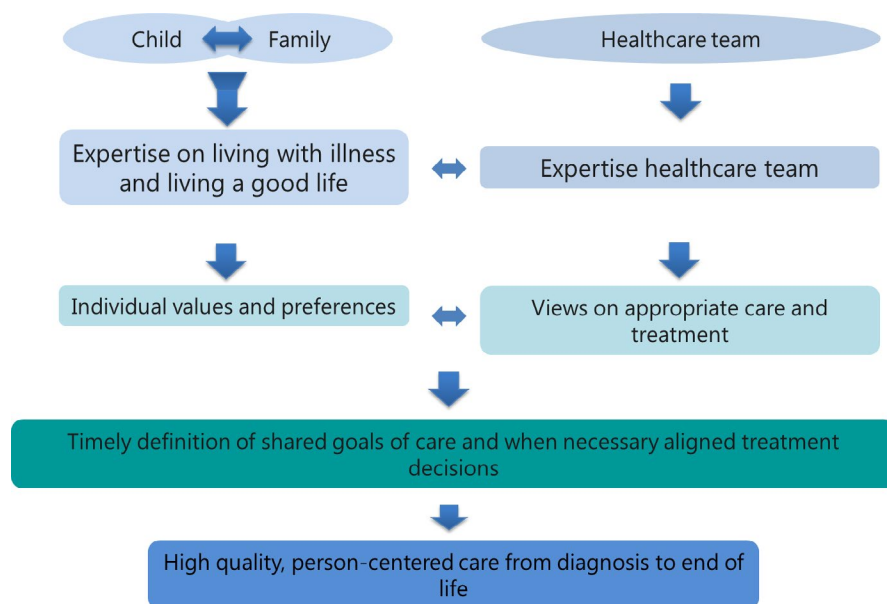 Child
Family
Healthcare team
Expertise on living with illness
and living a good life
Expertise healthcare team
Individual values and preferences
Views on appropriate care and
treatment
Timely definition of shared goals of care and when necessary aligned treatment
decisions
High quality, person-centered care from diagnosis to end of
life